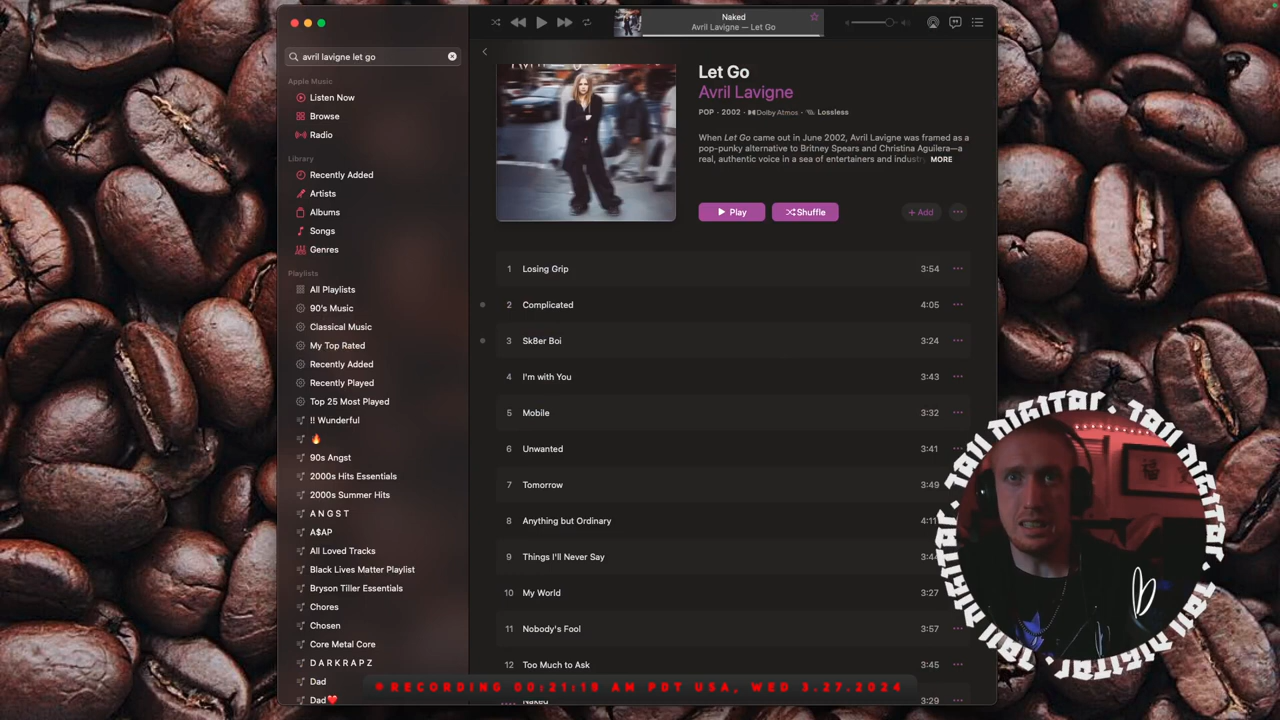 Naked
Avril Lavigne — Let Go
avril lavigne let go
Apple Music
Listen Now
Browse
Radio
Library
Recently Added
Artists
Albums
Songs
Genres
Playlists
All Playlists
90's Music
Classical Music
My Top Rated
Recently Added
Recently Played
Top 25 Most Played
!! Wunderful
🔥
90s Angst
2000s Hits Essentials
2000s Summer Hits
A N G S T
A$AP
All Loved Tracks
Black Lives Matter Playlist
Bryson Tiller Essentials
Chores
Chosen
Core Metal Core
D A R K R A P Z
Dad
Dad❤️
Let Go
Avril Lavigne
POP · 2002 · Dolby Atmos · Lossless
When Let Go came out in June 2002, Avril Lavigne was framed as a
pop-punky alternative to Britney Spears and Christina Aguilera—a
real, authentic voice in a sea of entertainers and industry MORE
Play
Shuffle
+ Add
1 Losing Grip 3:54
2 Complicated 4:05
3 Sk8er Boi 3:24
4 I'm with You 3:43
5 Mobile 3:32
6 Unwanted 3:41
7 Tomorrow 3:49
8 Anything but Ordinary 4:11
9 Things I'll Never Say
10 My World 3:27
11 Nobody's Fool 3:57
12 Too Much to Ask 3:45
Naked 3:29
RECORDING 00:21:16 AM PDT USA, WED 3.27.2024